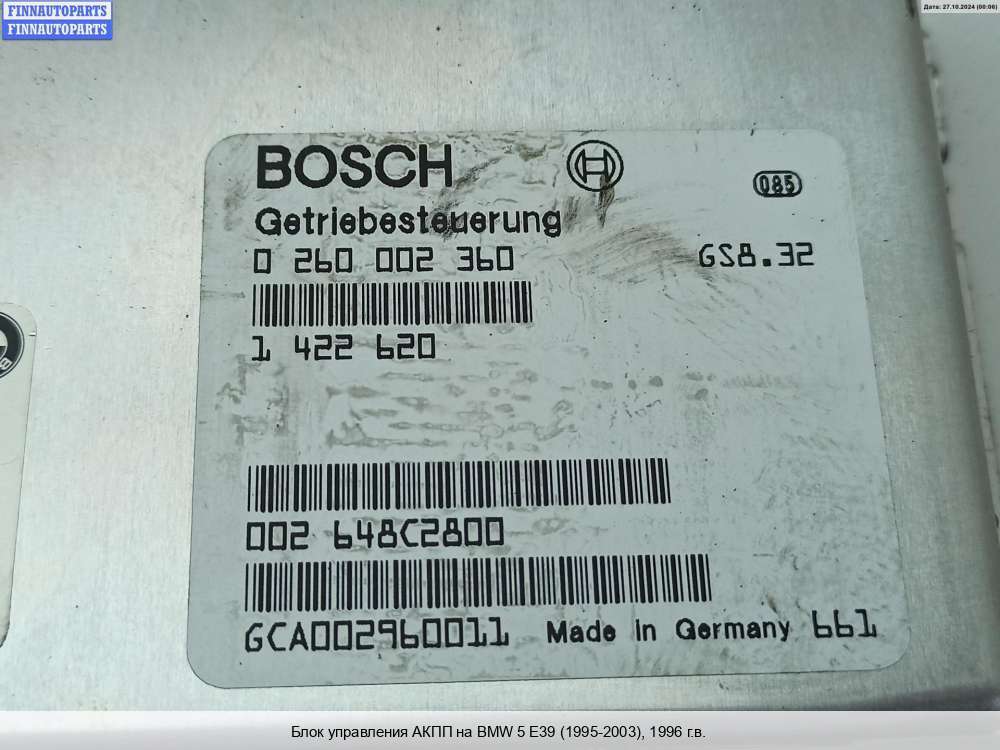 FINNAUTOPARTS
FINNAUTOPARTS
Дата: 27.10.2024 (00:06)
BOSCH
085
Getriebesteuerung
0 260 002 360 GS8.32
1 422 620
002 648C2800
GCA002960011 Made in Germany 661
Блок управления АКПП на BMW 5 E39 (1995-2003), 1996 г.в.